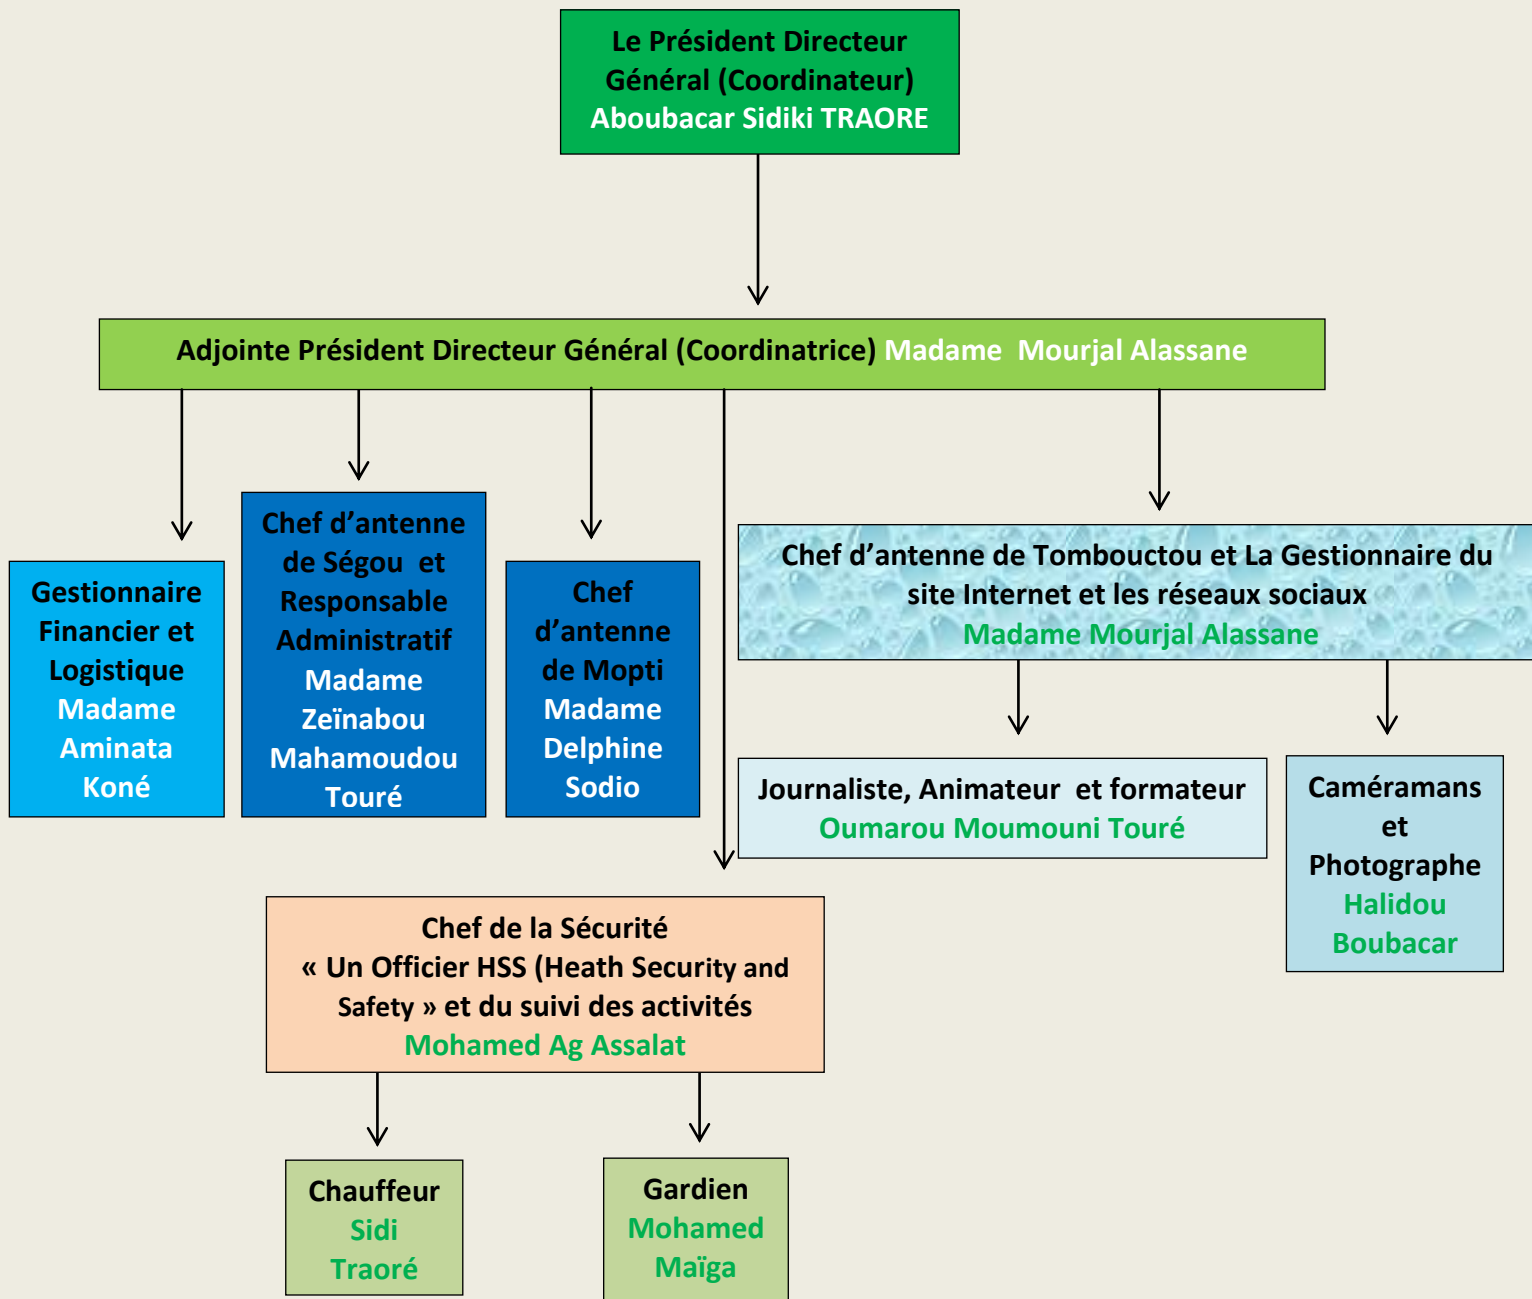 Le Président Directeur
Général (Coordinateur)
Aboubacar Sidiki TRAORE
Adjointe Président Directeur Général (Coordinatrice) Madame Mourjal Alassane
Gestionnaire
Financier et
Logistique
Madame
Aminata
Koné
Chef d’antenne
de Ségou et
Responsable
Administratif
Madame
Zeïnabou
Mahamoudou
Touré
Chef
d’antenne
de Mopti
Madame
Delphine
Sodio
Chef d’antenne de Tombouctou et La Gestionnaire du
site Internet et les réseaux sociaux
Madame Mourjal Alassane
Journaliste, Animateur et formateur
Oumarou Moumouni Touré
Caméramans
et
Photographe
Halidou
Boubacar
Chef de la Sécurité
« Un Officier HSS (Heath Security and
Safety » et du suivi des activités
Mohamed Ag Assalat
Chauffeur
Sidi
Traoré
Gardien
Mohamed
Maïga